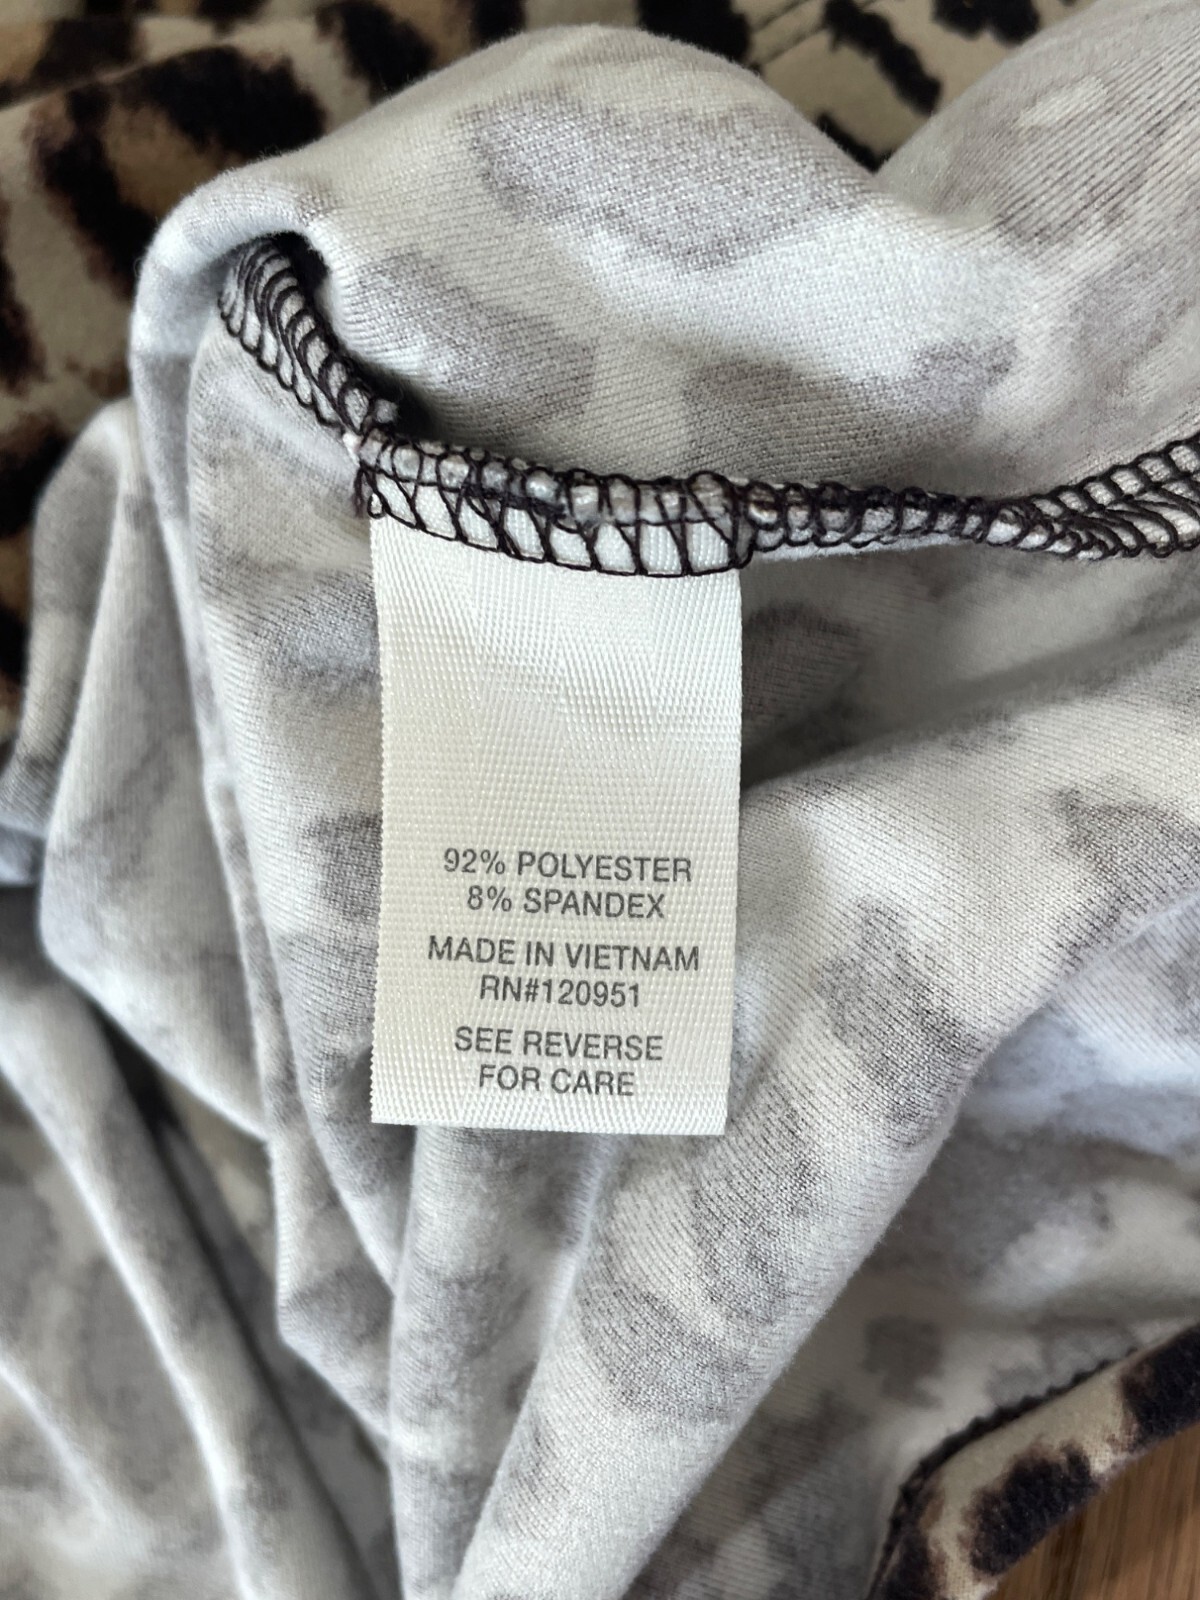 92% POLYESTER
8% SPANDEX
MADE IN VIETNAM
RN#120951
SEE REVERSE
FOR CARE